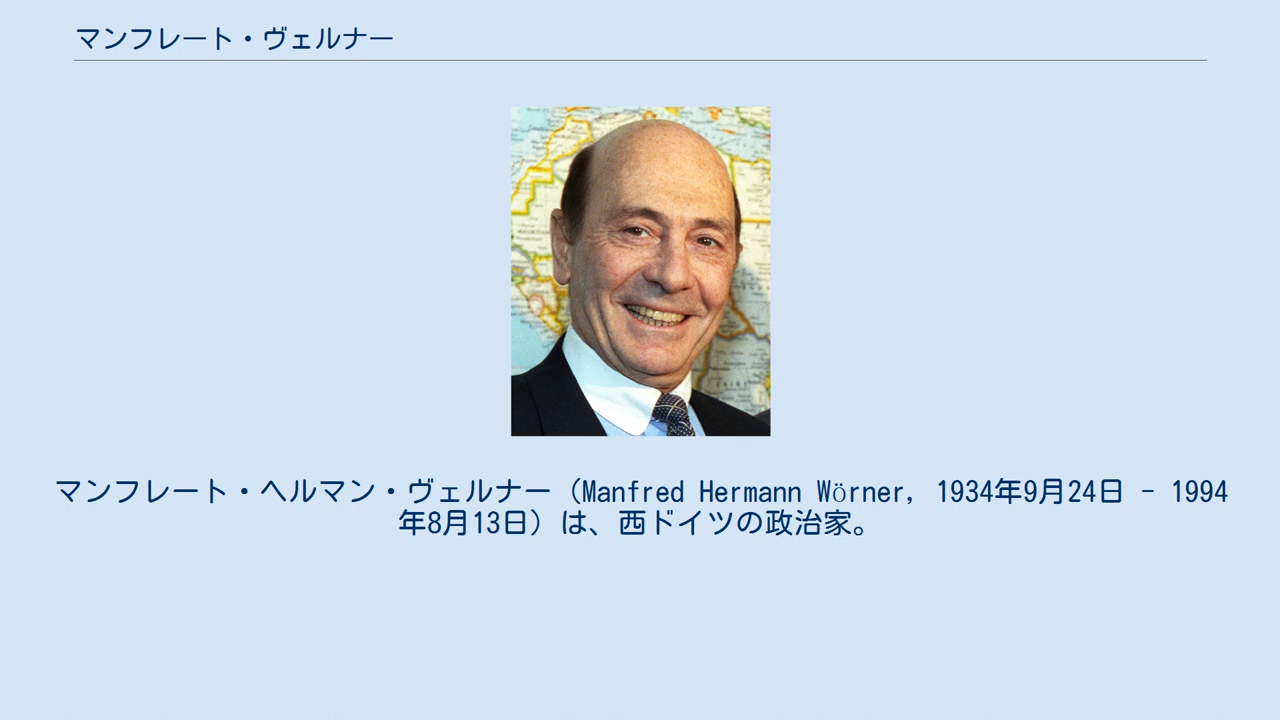 マンフレート・ヴェルナー
マンフレート・ヘルマン・ヴェルナー（Manfred Hermann Wörner, 1934年9月24日 - 1994
年8月13日）は、西ドイツの政治家。